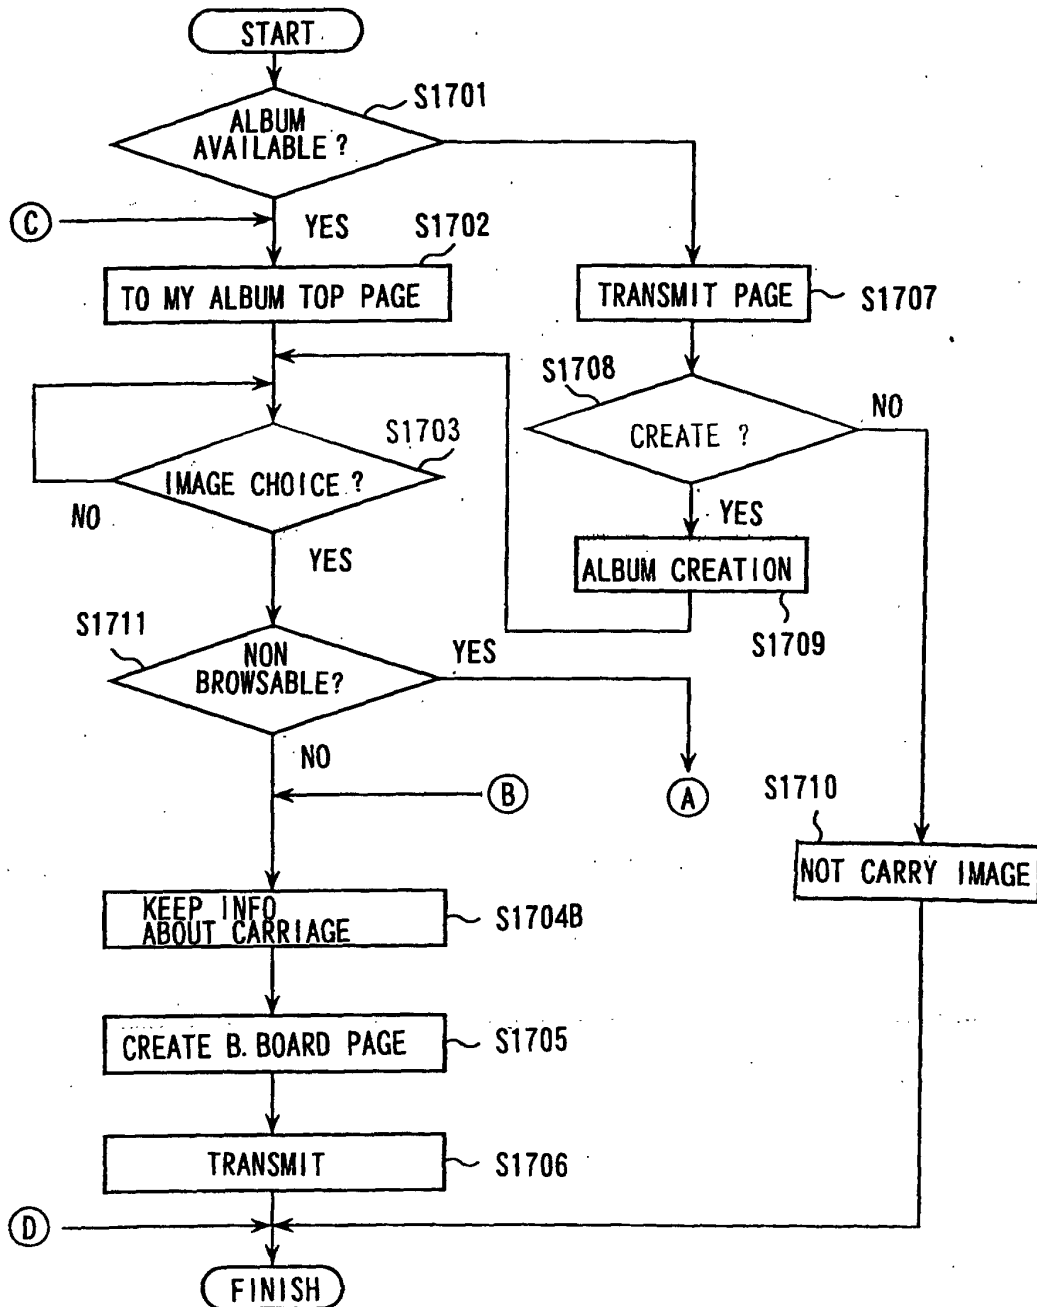 START
S1701
ALBUM
AVAILABLE ?
C
YES
S1702
TO MY ALBUM TOP PAGE
TRANSMIT PAGE
S1707
S1708
NO
S1703
CREATE ?
IMAGE CHOICE ?
NO
YES
YES
ALBUM CREATION
S1709
S1711
NON
BROWSABLE?
YES
NO
B
A
S1710
NOT CARRY IMAGE
KEEP INFO
ABOUT CARRIAGE
S1704B
CREATE B. BOARD PAGE
S1705
TRANSMIT
S1706
D
FINISH